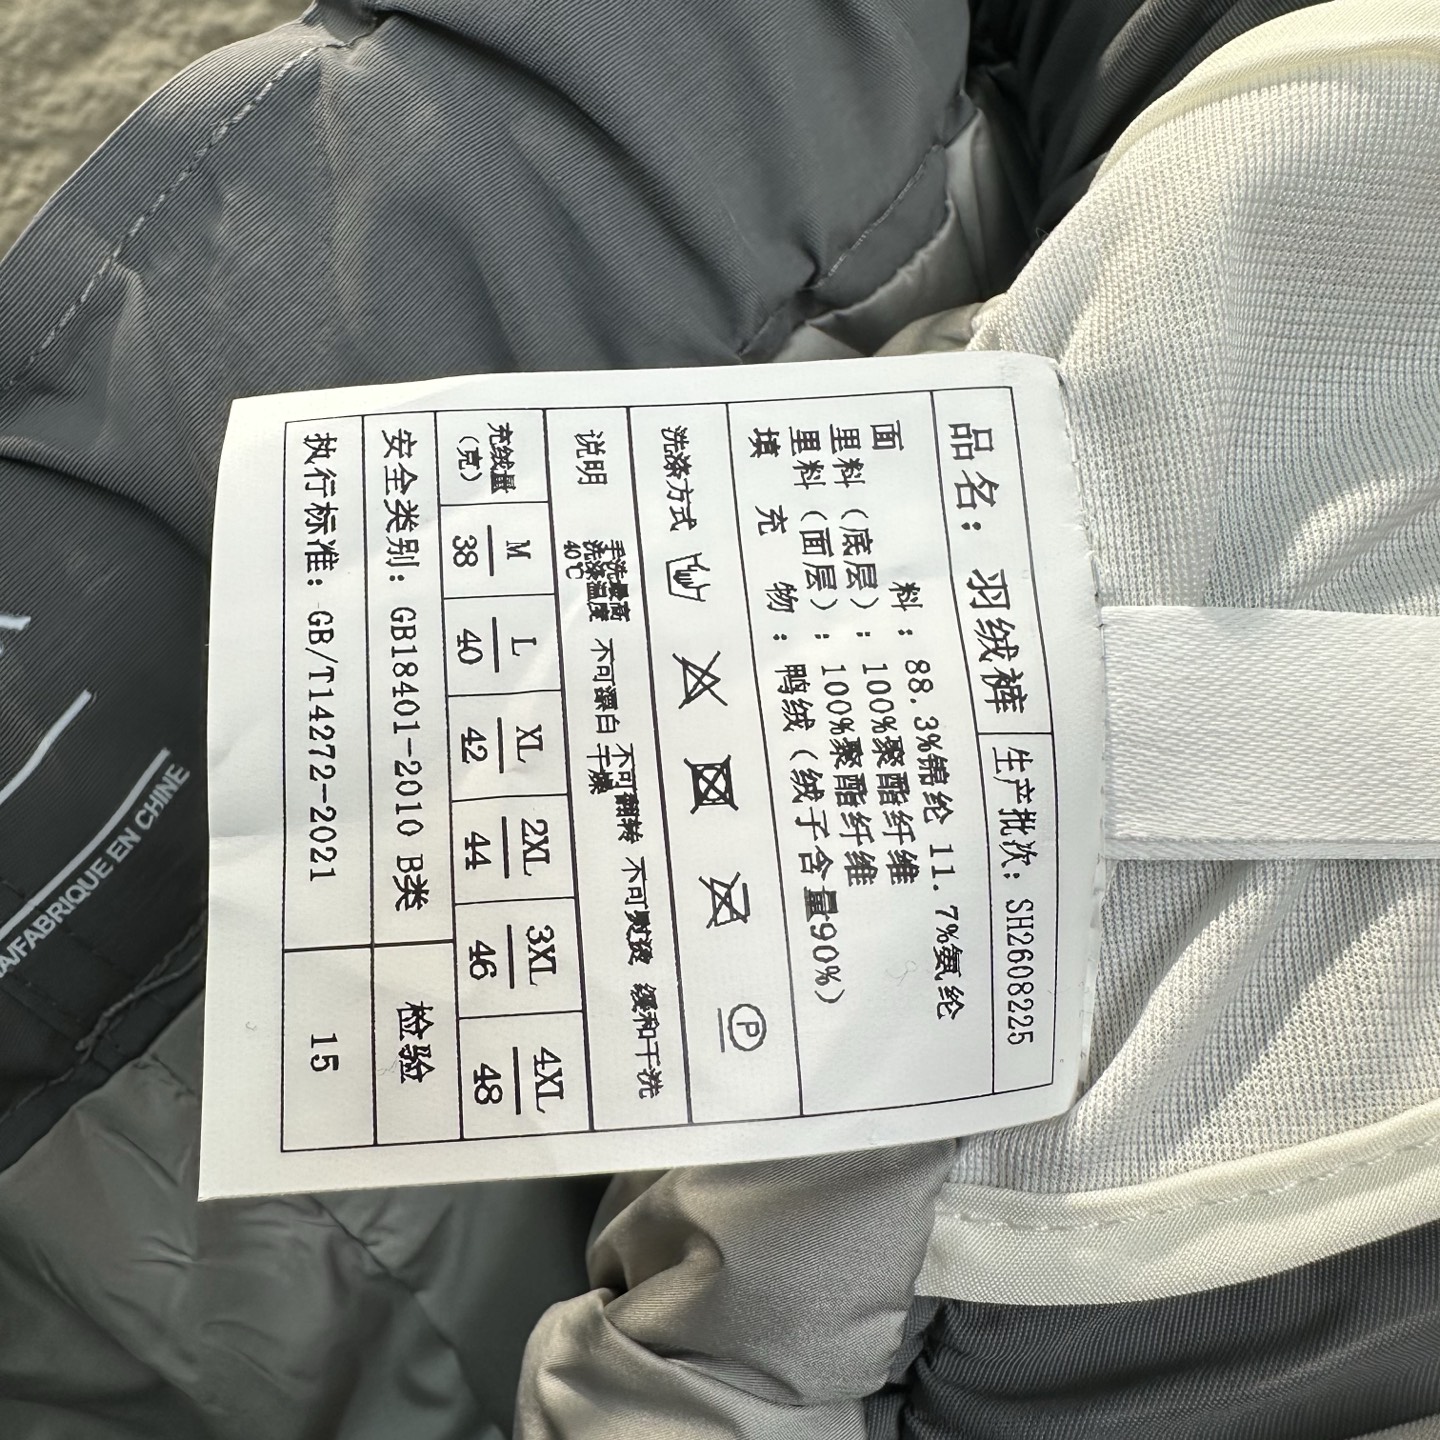 品名：羽绒裤
生产批次：SH2608225
面料：88.3%锦纶 11.7%氨纶
里料（底层）：100%聚酯纤维
里料（面层）：100%聚酯纤维
填充物：鸭绒（绒子含量90%）
洗涤方式
P
说明
手洗最高洗涤温度40℃
不可漂白
不可翻转干燥
不可熨烫
缓和干洗
充绒量（克）
M L XL 2XL 3XL 4XL
38 40 42 44 46 48
安全类别：GB18401-2010 B类
检验
执行标准：GB/T14272-2021
15
A/FABRIQUE EN CHINE